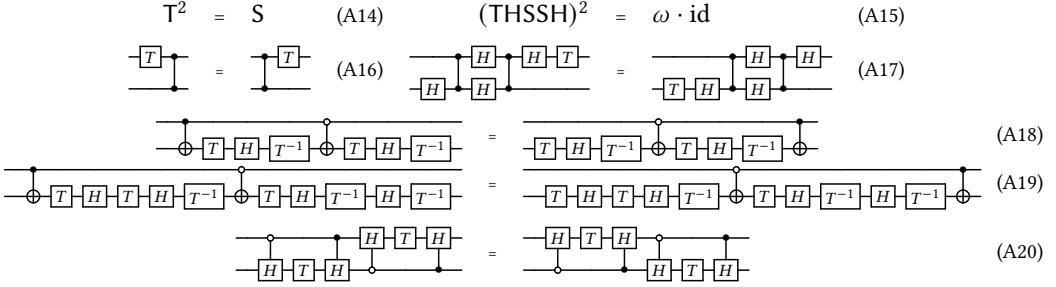 T² = S (A14) (THSSH)² = ω · id (A15)
T = T (A16) H H H H T = T H H H H (A17)
T H T⁻¹ T H T⁻¹ = T H T⁻¹ T H T⁻¹ (A18)
T H T H T⁻¹ T H T⁻¹ H T⁻¹ = T H T H T⁻¹ T H T⁻¹ H T⁻¹ (A19)
H T H H T H = H T H H T H (A20)